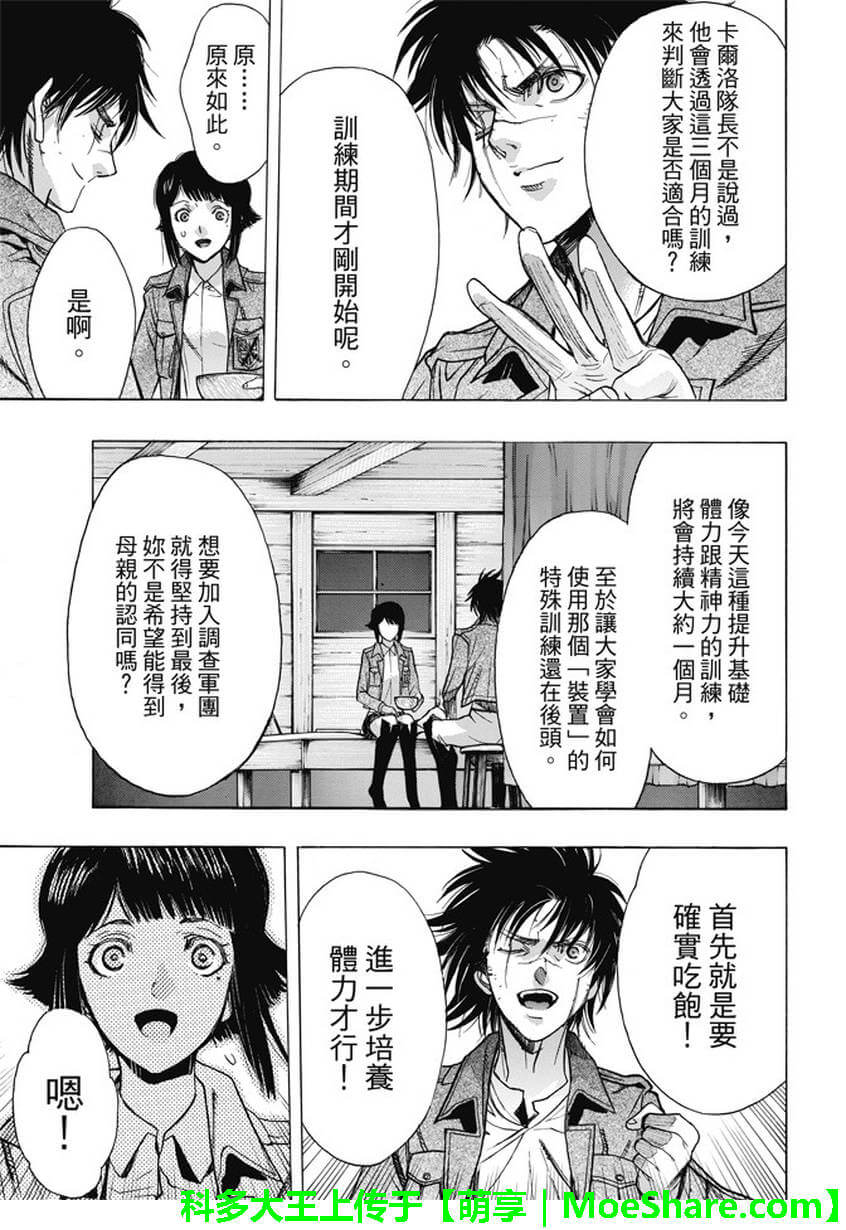 卡爾洛隊長不是說過，
他會透過這三個月的訓練
來判斷大家是否適合嗎？
訓練期間才剛開始呢。
原……
原來如此。
是啊。
像今天這種提升基礎
體力跟精神力的訓練，
將會持續大約一個月。
至於讓大家學會如何
使用那個「裝置」的
特殊訓練還在後頭。
想要加入調查軍團
就得堅持到最後，
妳不是希望能得到
母親的認同嗎？
首先就是要
確實吃飽！
進一步培養
體力才行！
嗯！
科多大王上传于【萌享｜MoeShare.com】